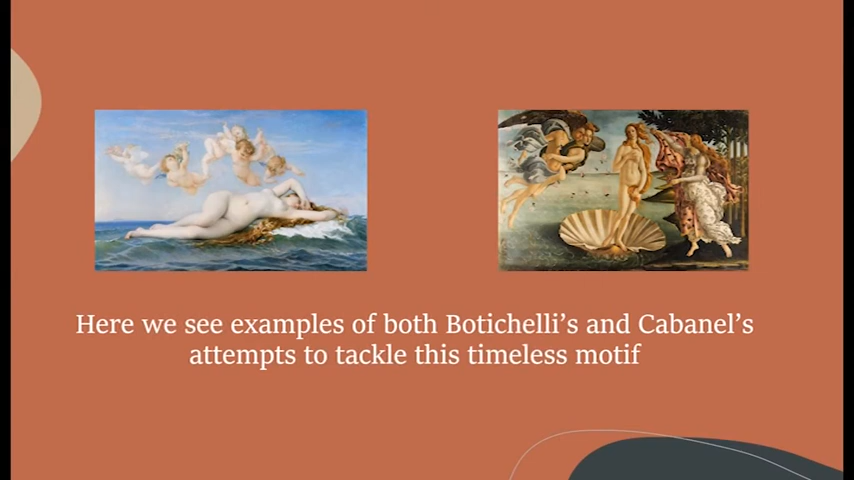 Here we see examples of both Botichelli’s and Cabanel’s
attempts to tackle this timeless motif